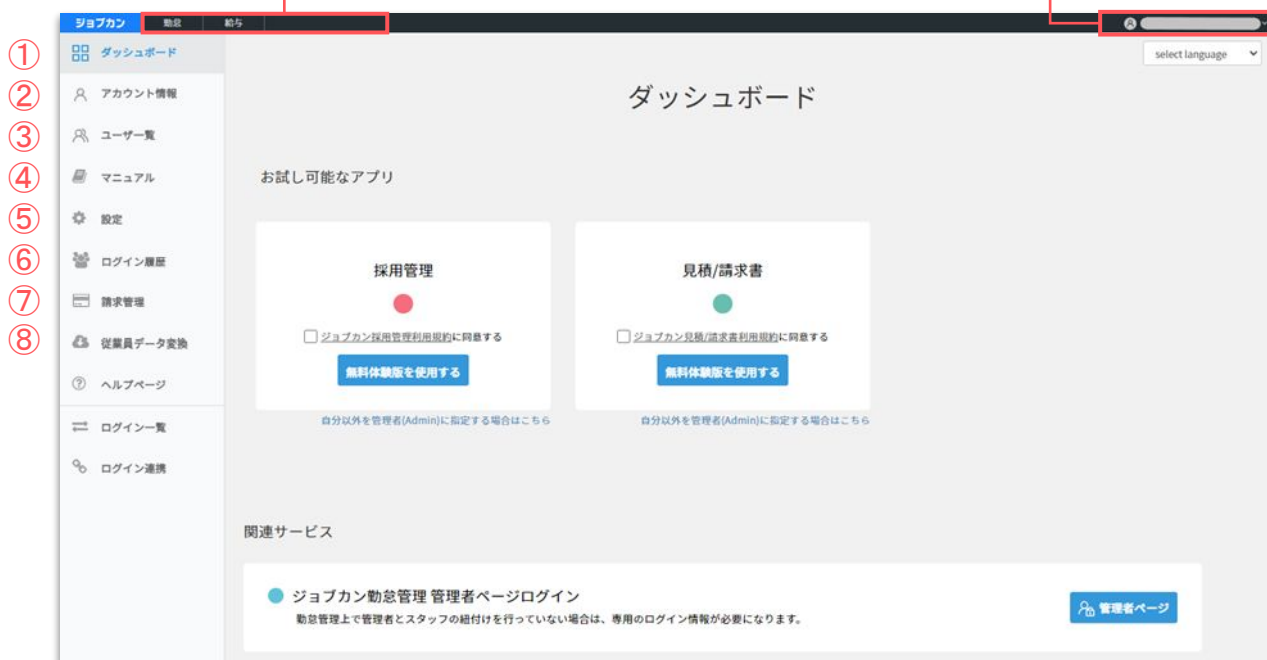 ジョブカン 勤怠 給与
select language
① ダッシュボード
② アカウント情報
③ ユーザ一覧
④ マニュアル
⑤ 設定
⑥ ログイン履歴
⑦ 請求管理
⑧ 従業員データ変換
ヘルプページ
ログイン一覧
ログイン連携
ダッシュボード
お試し可能なアプリ
採用管理
ジョブカン採用管理利用規約に同意する
無料体験版を使用する
自分以外を管理者(Admin)に指定する場合はこちら
見積/請求書
ジョブカン見積/請求書利用規約に同意する
無料体験版を使用する
自分以外を管理者(Admin)に指定する場合はこちら
関連サービス
ジョブカン勤怠管理 管理者ページログイン
勤怠管理上で管理者とスタッフの紐付けを行っていない場合は、専用のログイン情報が必要になります。
管理者ページ